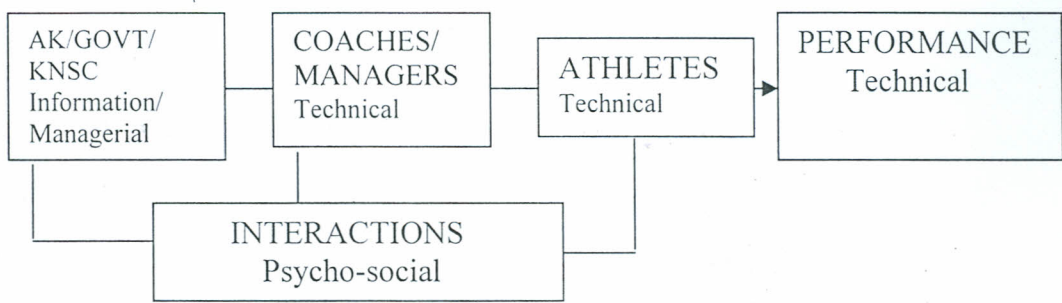 AK/GOVT/
KNSC
Information/
Managerial
COACHES/
MANAGERS
Technical
ATHLETES
Technical
PERFORMANCE
Technical
INTERACTIONS
Psycho-social